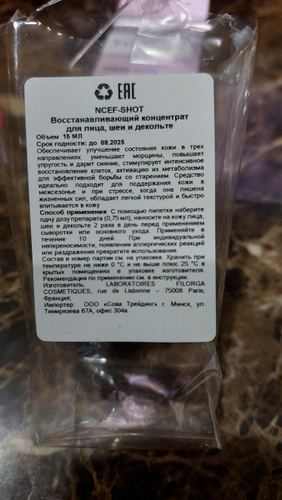 EAC
NCEF-SHOT
Восстанавливающий концентрат
для лица, шеи и декольте
Объем 15 МЛ
Срок годности: до 08.2025
Обеспечивает улучшение состояния кожи в трех
направлениях: уменьшает морщины, повышает
упругость и дарит сияние, стимулирует интенсивное
восстановление клеток, активацию их метаболизма
для эффективной борьбы со старением. Средство
идеально подходит для поддержания кожи в
межсезонье и при стрессе, когда она лишена
жизненных сил, обладает легкой текстурой и быстро
впитывается в кожу
Способ применения: С помощью пипетки наберите
одну дозу препарата (0,75 мл), наносите на кожу лица,
шеи и декольте 2 раза в день перед применением
сыворотки или основного ухода. Применяйте в
течение 10 дней. При индивидуальной
непереносимости, появлении аллергических реакций
или раздражения прекратите использование.
Состав и номер партии см. на упаковке. Хранить при
температуре не ниже 0 °С и не выше плюс 25 °С в
крытых помещениях в упаковке изготовителя.
Рекомендации по применению см. в инструкции.
Изготовитель: LABORATOIRES FILORGA
COSMETIQUES, rue de Lisbonne – 75008 Paris,
Франция,
Импортер: ООО «Сова Трейдинг» г. Минск, ул.
Тимирязева 67А, офис 304а